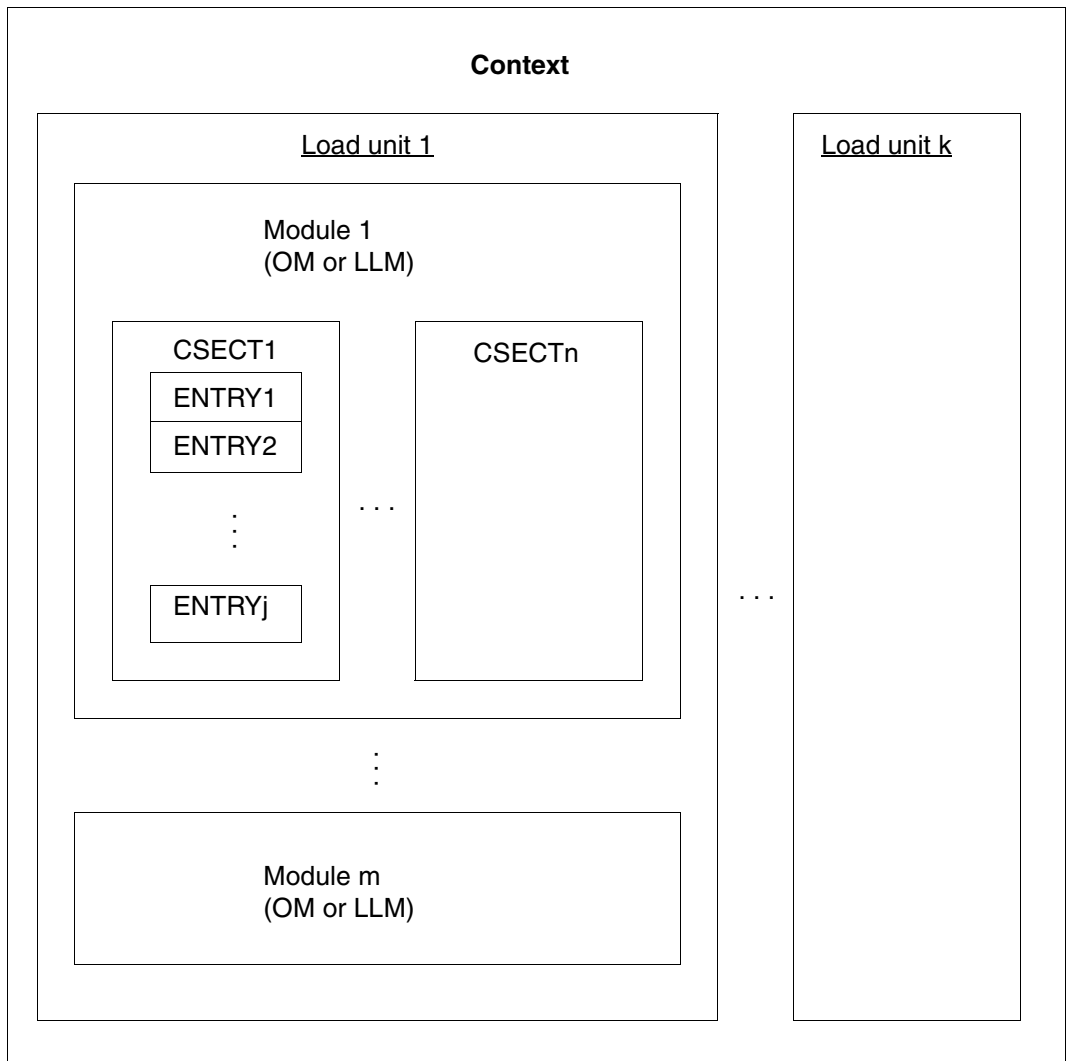 Context
Load unit 1
Load unit k
Module 1
(OM or LLM)
CSECT1
CSECTn
ENTRY1
ENTRY2
.
.
.
. . .
ENTRYj
. . .
.
.
.
Module m
(OM or LLM)